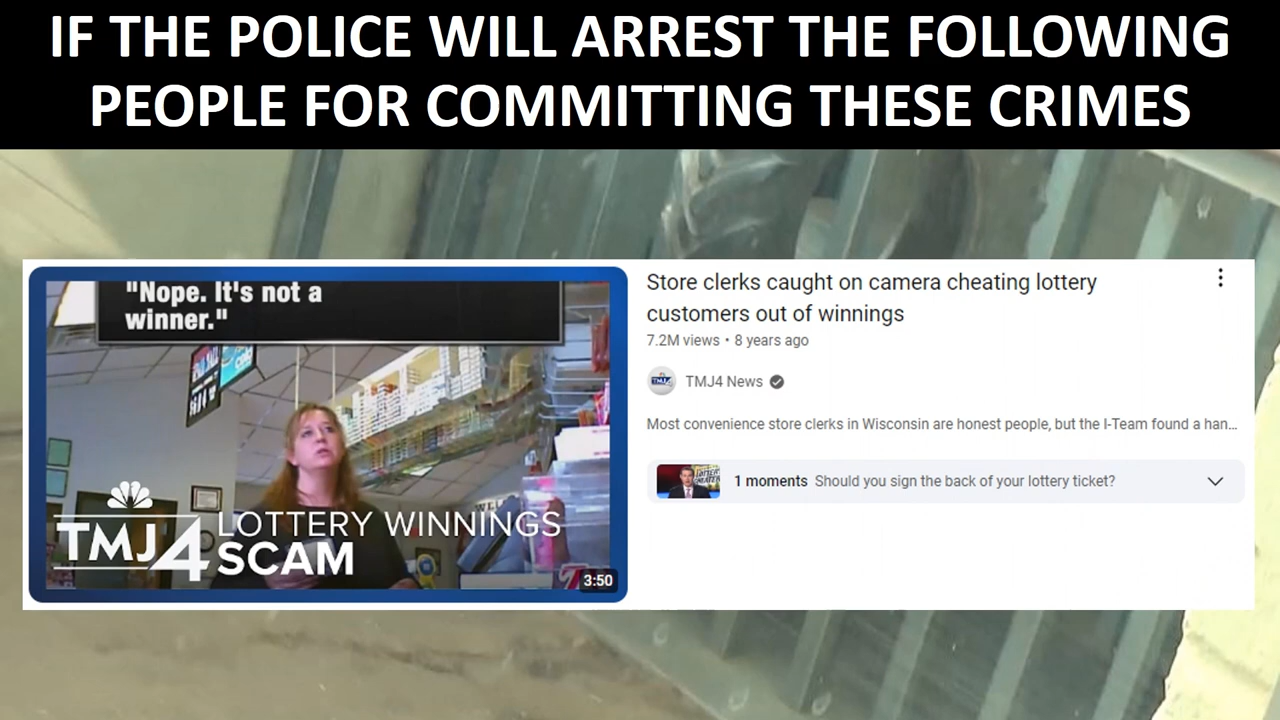 IF THE POLICE WILL ARREST THE FOLLOWING
PEOPLE FOR COMMITTING THESE CRIMES
"Nope. It's not a
winner."
TMJ4
LOTTERY WINNINGS
SCAM
3:50
Store clerks caught on camera cheating lottery
customers out of winnings
7.2M views • 8 years ago
TMJ4 News
Most convenience store clerks in Wisconsin are honest people, but the I-Team found a han...
1 moments Should you sign the back of your lottery ticket?